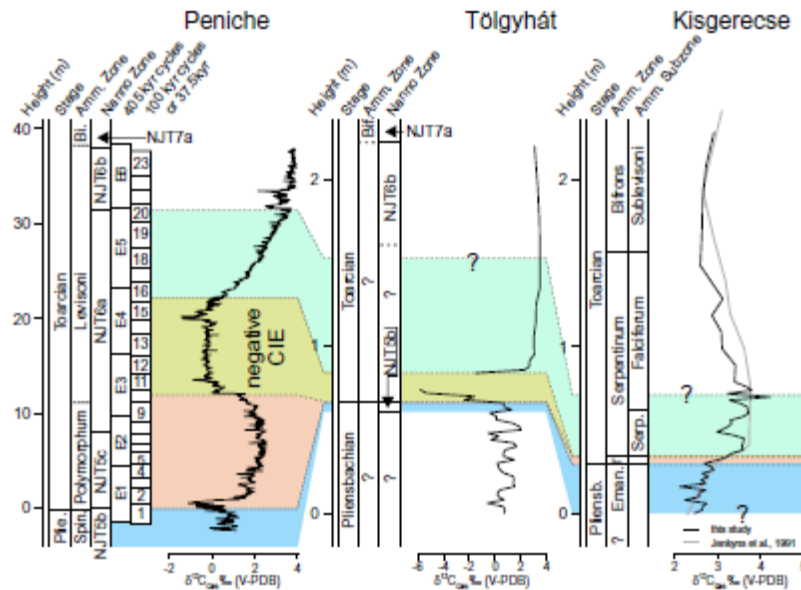 Peniche
Tölgyhát
Kisgerecse
Height (m)
Stage
Amm. Zone
Nanno Zone
405 kyr cycles
100 kyr cycles
or 37.5kyr
Height (m)
Stage
Amm. Zone
Nanno Zone
Height (m)
Stage
Amm. Zone
Amm. Subzone
40
30
20
10
0
Plie.
Toarcian
Spin.
Polymorphum
Levisoni
Bi.
NJT5b
NJT5c
NJT6a
NJT6b
NJT7a
E1
E2
E3
E4
E5
E6
1
2
4
5
9
11
12
13
15
16
18
19
20
23
negative
CIE
-2
0
2
4
δ13Ccarb‰ (V-PDB)
2
1
0
Pliensbachian
Toarcian
?
?
Bif.
?
NJT5b
?
NJT6b
NJT7a
?
-6
-4
-2
0
2
4
δ13Ccarb‰ (V-PDB)
2
1
0
Pliensb.
Toarcian
?
Eman.
Serpentinum
Bifrons
?
Serp.
Falciferum
Sublevisoni
?
?
this study
Jenkyns et al., 1991
2
3
4
δ13Ccarb‰ (V-PDB)